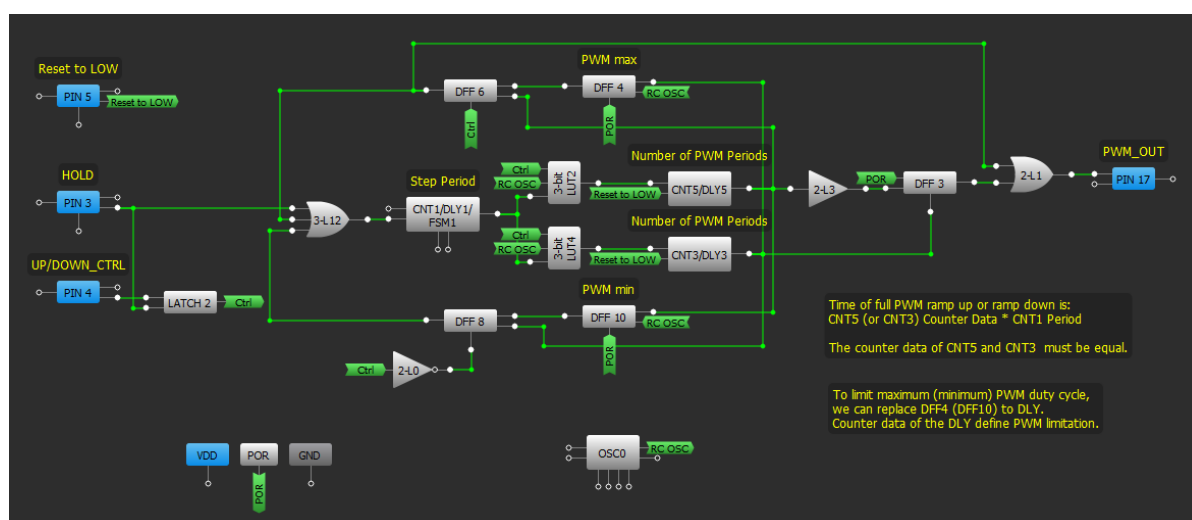 PWM max
Reset to LOW
PIN 5
Reset to LOW
DFF 6
DFF 4
RC OSC
Ctrl
POR
Number of PWM Periods
PWM_OUT
HOLD
PIN 3
Step Period
Ctrl
RC OSC
3-bit LUT2
Reset to LOW
CNT5/DLY5
2-L3
POR
DFF 3
2-L1
PIN 17
3-L12
CNT1/DLY1/
FSM1
Number of PWM Periods
Ctrl
RC OSC
3-bit LUT4
Reset to LOW
CNT3/DLY3
UP/DOWN_CTRL
PIN 4
LATCH 2
Ctrl
PWM min
DFF 8
DFF 10
RC OSC
POR
Ctrl
2-L0
Time of full PWM ramp up or ramp down is:
CNT5 (or CNT3) Counter Data * CNT1 Period
The counter data of CNT5 and CNT3 must be equal.
To limit maximum (minimum) PWM duty cycle,
we can replace DFF4 (DFF10) to DLY.
Counter data of the DLY define PWM limitation.
VDD
POR
GND
POR
OSC0
RC OSC